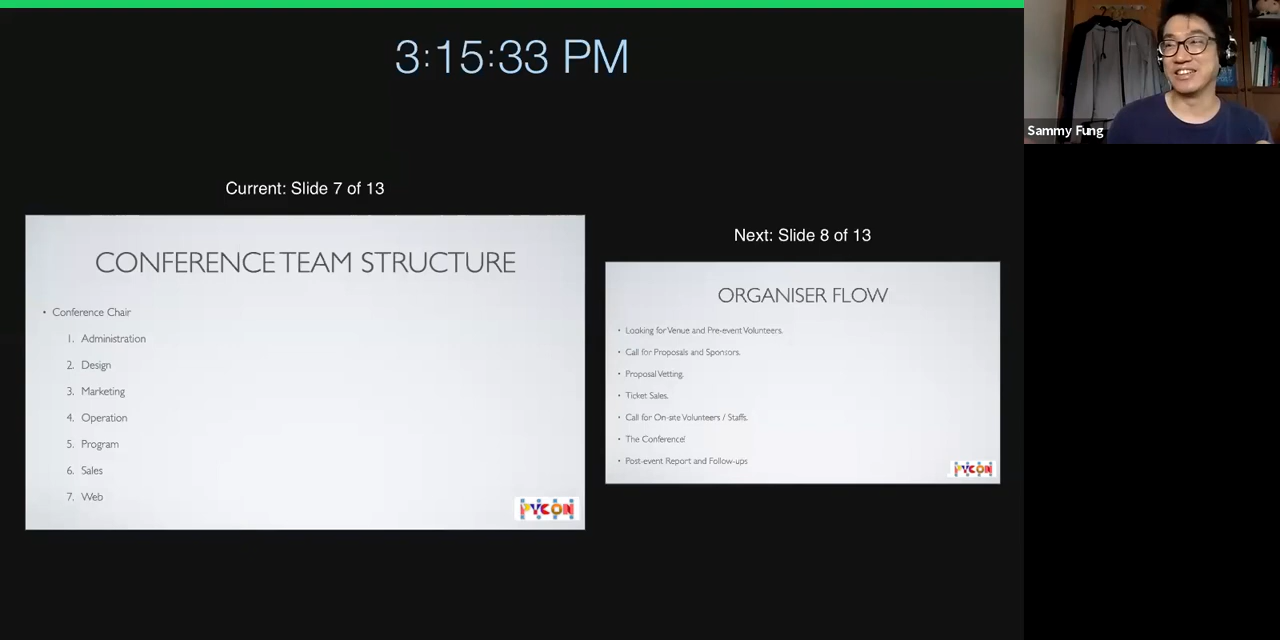 3:15:33 PM
Sammy Fung
Current: Slide 7 of 13
CONFERENCE TEAM STRUCTURE
• Conference Chair
1. Administration
2. Design
3. Marketing
4. Operation
5. Program
6. Sales
7. Web
PYCON
Next: Slide 8 of 13
ORGANISER FLOW
• Looking for Venue and Pre-event Volunteers.
• Call for Proposals and Sponsors.
• Proposal Vetting.
• Ticket Sales.
• Call for On-site Volunteers / Staffs.
• The Conference!
• Post-event Report and Follow-ups
PYCON